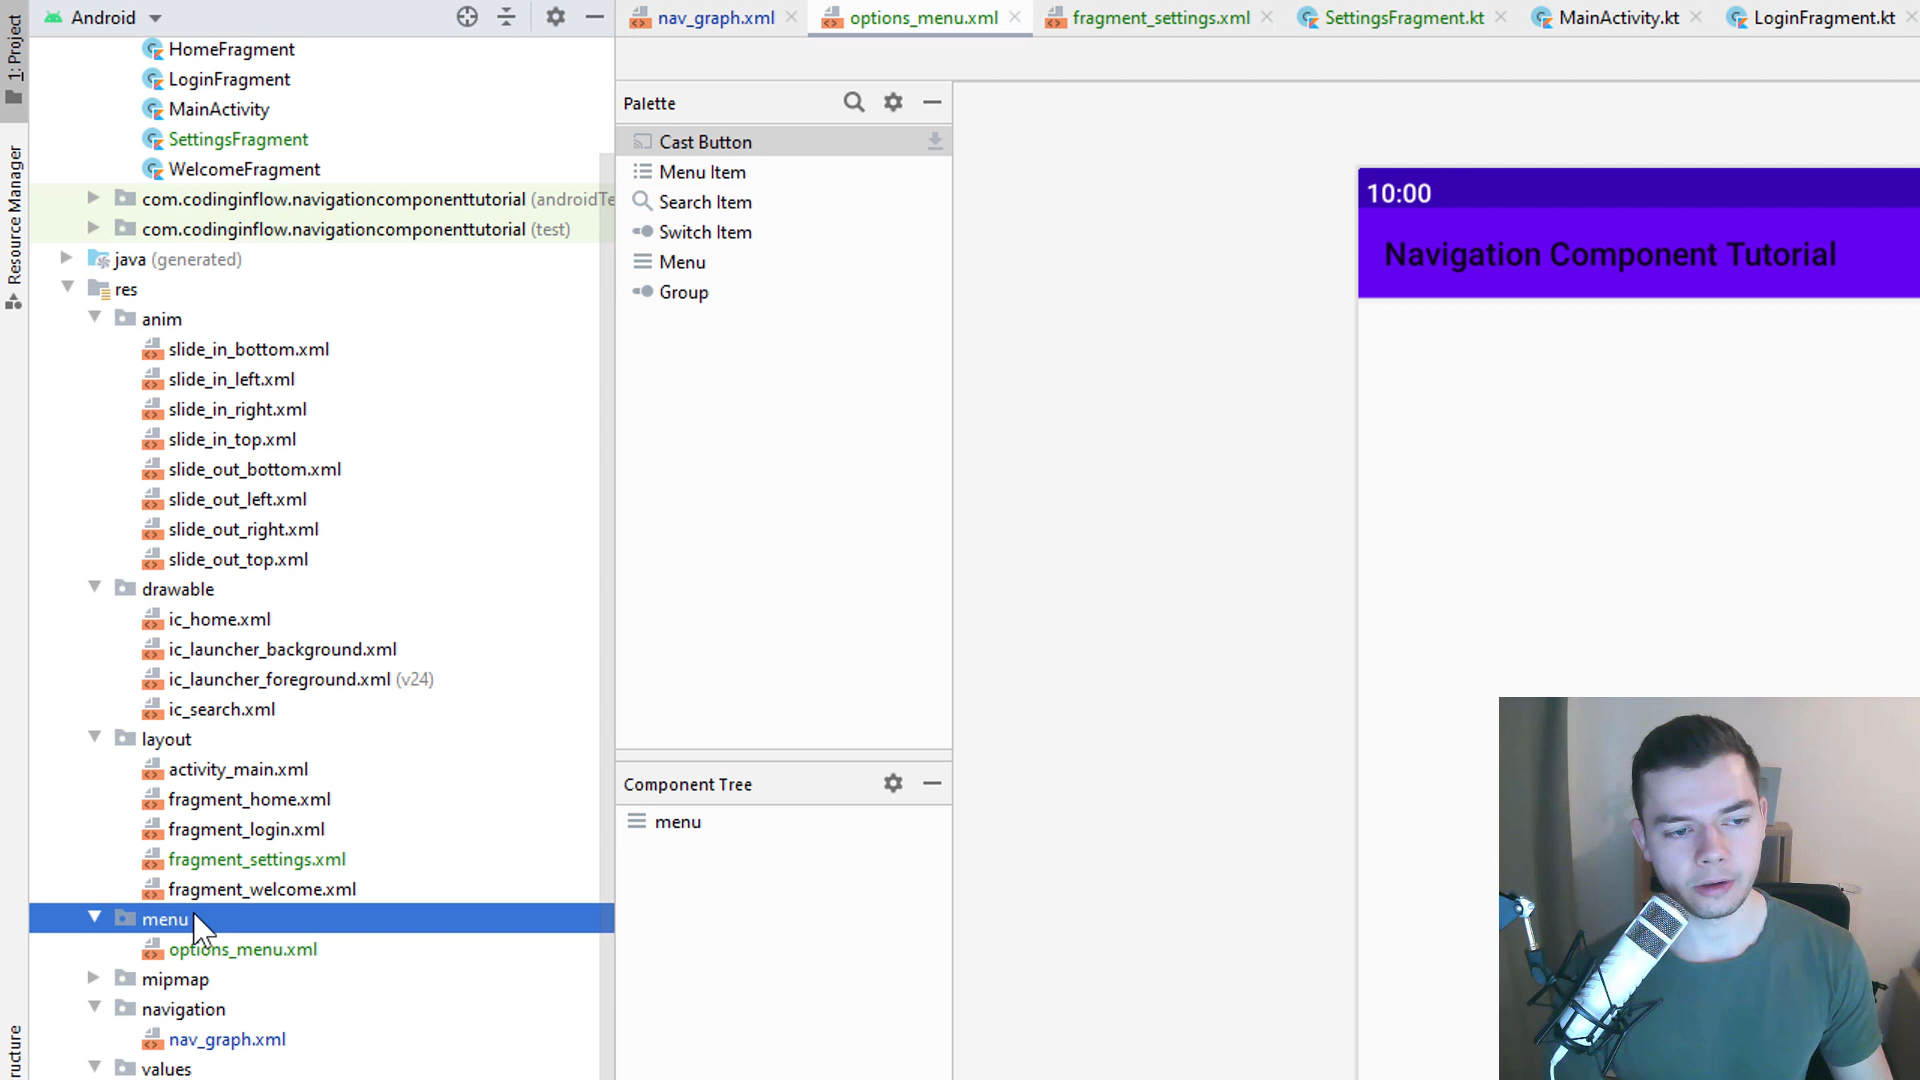 Android
nav_graph.xml
options_menu.xml
fragment_settings.xml
SettingsFragment.kt
MainActivity.kt
LoginFragment.kt
1: Project
Resource Manager
ructure
HomeFragment
LoginFragment
MainActivity
SettingsFragment
WelcomeFragment
com.codinginflow.navigationcomponenttutorial (androidTe
com.codinginflow.navigationcomponenttutorial (test)
java (generated)
res
anim
slide_in_bottom.xml
slide_in_left.xml
slide_in_right.xml
slide_in_top.xml
slide_out_bottom.xml
slide_out_left.xml
slide_out_right.xml
slide_out_top.xml
drawable
ic_home.xml
ic_launcher_background.xml
ic_launcher_foreground.xml (v24)
ic_search.xml
layout
activity_main.xml
fragment_home.xml
fragment_login.xml
fragment_settings.xml
fragment_welcome.xml
menu
options_menu.xml
mipmap
navigation
nav_graph.xml
values
Palette
Cast Button
Menu Item
Search Item
Switch Item
Menu
Group
Component Tree
menu
10:00
Navigation Component Tutorial